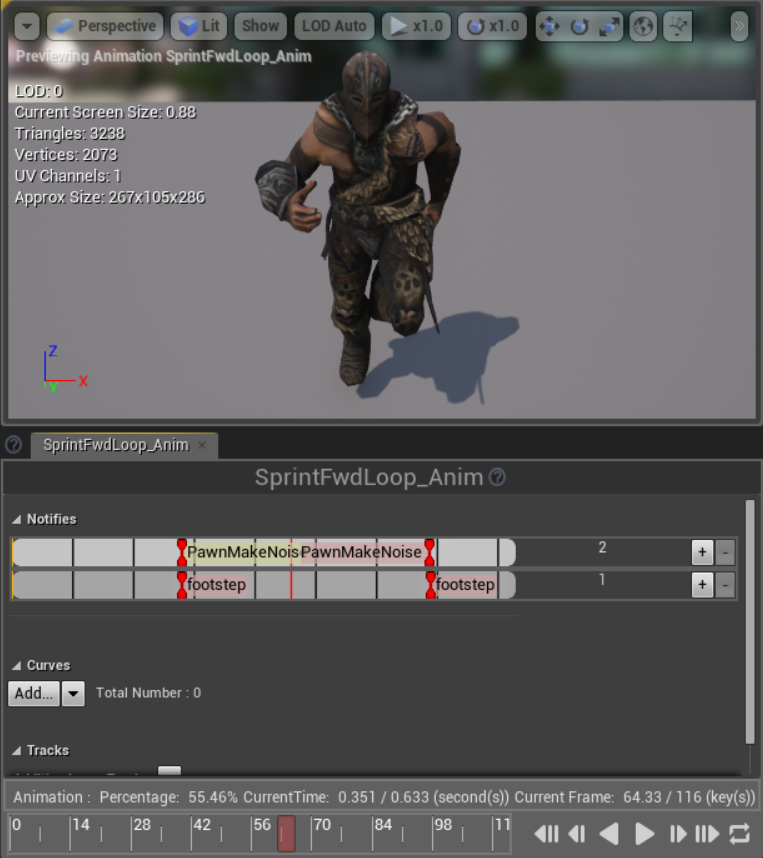 Perspective Lit Show LOD Auto x1.0 x1.0 »
Previewing Animation SprintFwdLoop_Anim
LOD: 0
Current Screen Size: 0.88
Triangles: 3238
Vertices: 2073
UV Channels: 1
Approx Size: 267x105x286
Z
X
Y
SprintFwdLoop_Anim ×
SprintFwdLoop_Anim ?
Notifies
PawnMakeNois PawnMakeNoise 2 + -
footstep footstep 1 + -
Curves
Add... Total Number : 0
Tracks
Animation : Percentage: 55.46% CurrentTime: 0.351 / 0.633 (second(s)) Current Frame: 64.33 / 116 (key(s))
0 14 28 42 56 70 84 98 11